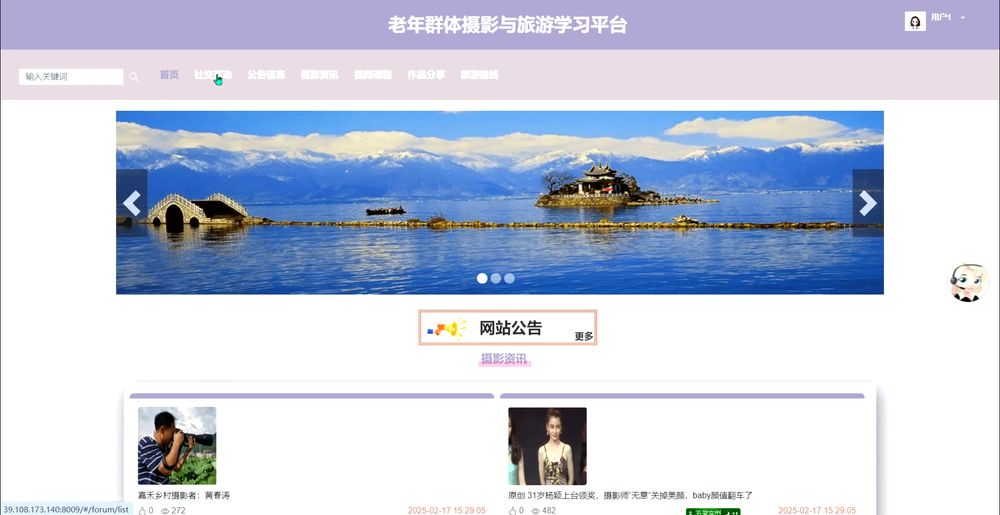 老年群体摄影与旅游学习平台
用户1
输入关键词
首页 社交互动 公告信息 摄影资讯 视频课程 作品分享 旅游路线
网站公告
更多
摄影资讯
嘉禾乡村摄影者：黄春涛
0 272 2025-02-17 15:29:05
原创 31岁杨颖上台领奖，摄影师“无意”关掉美颜，baby颜值翻车了
0 482 2025-02-17 15:29:05
39.108.173.140:8009/#/forum/list
五笔字型